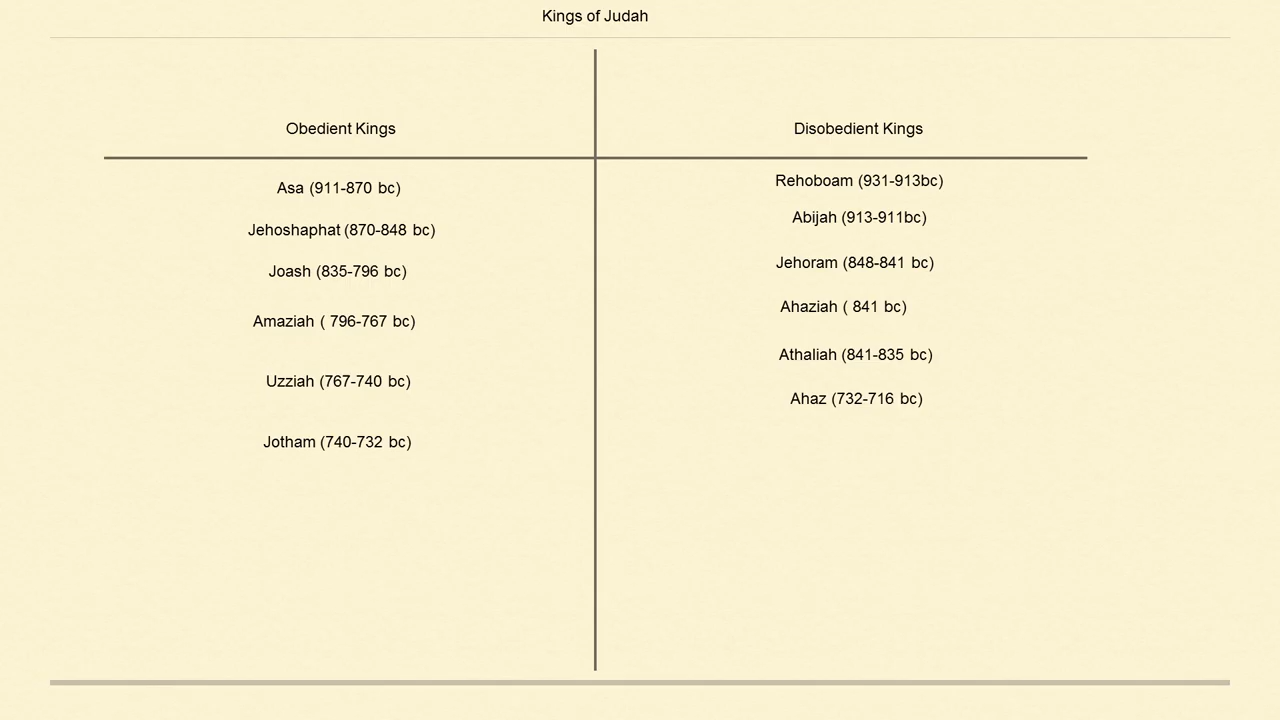 Kings of Judah
Obedient Kings
Asa (911-870 bc)
Jehoshaphat (870-848 bc)
Joash (835-796 bc)
Amaziah ( 796-767 bc)
Uzziah (767-740 bc)
Jotham (740-732 bc)
Disobedient Kings
Rehoboam (931-913bc)
Abijah (913-911bc)
Jehoram (848-841 bc)
Ahaziah ( 841 bc)
Athaliah (841-835 bc)
Ahaz (732-716 bc)